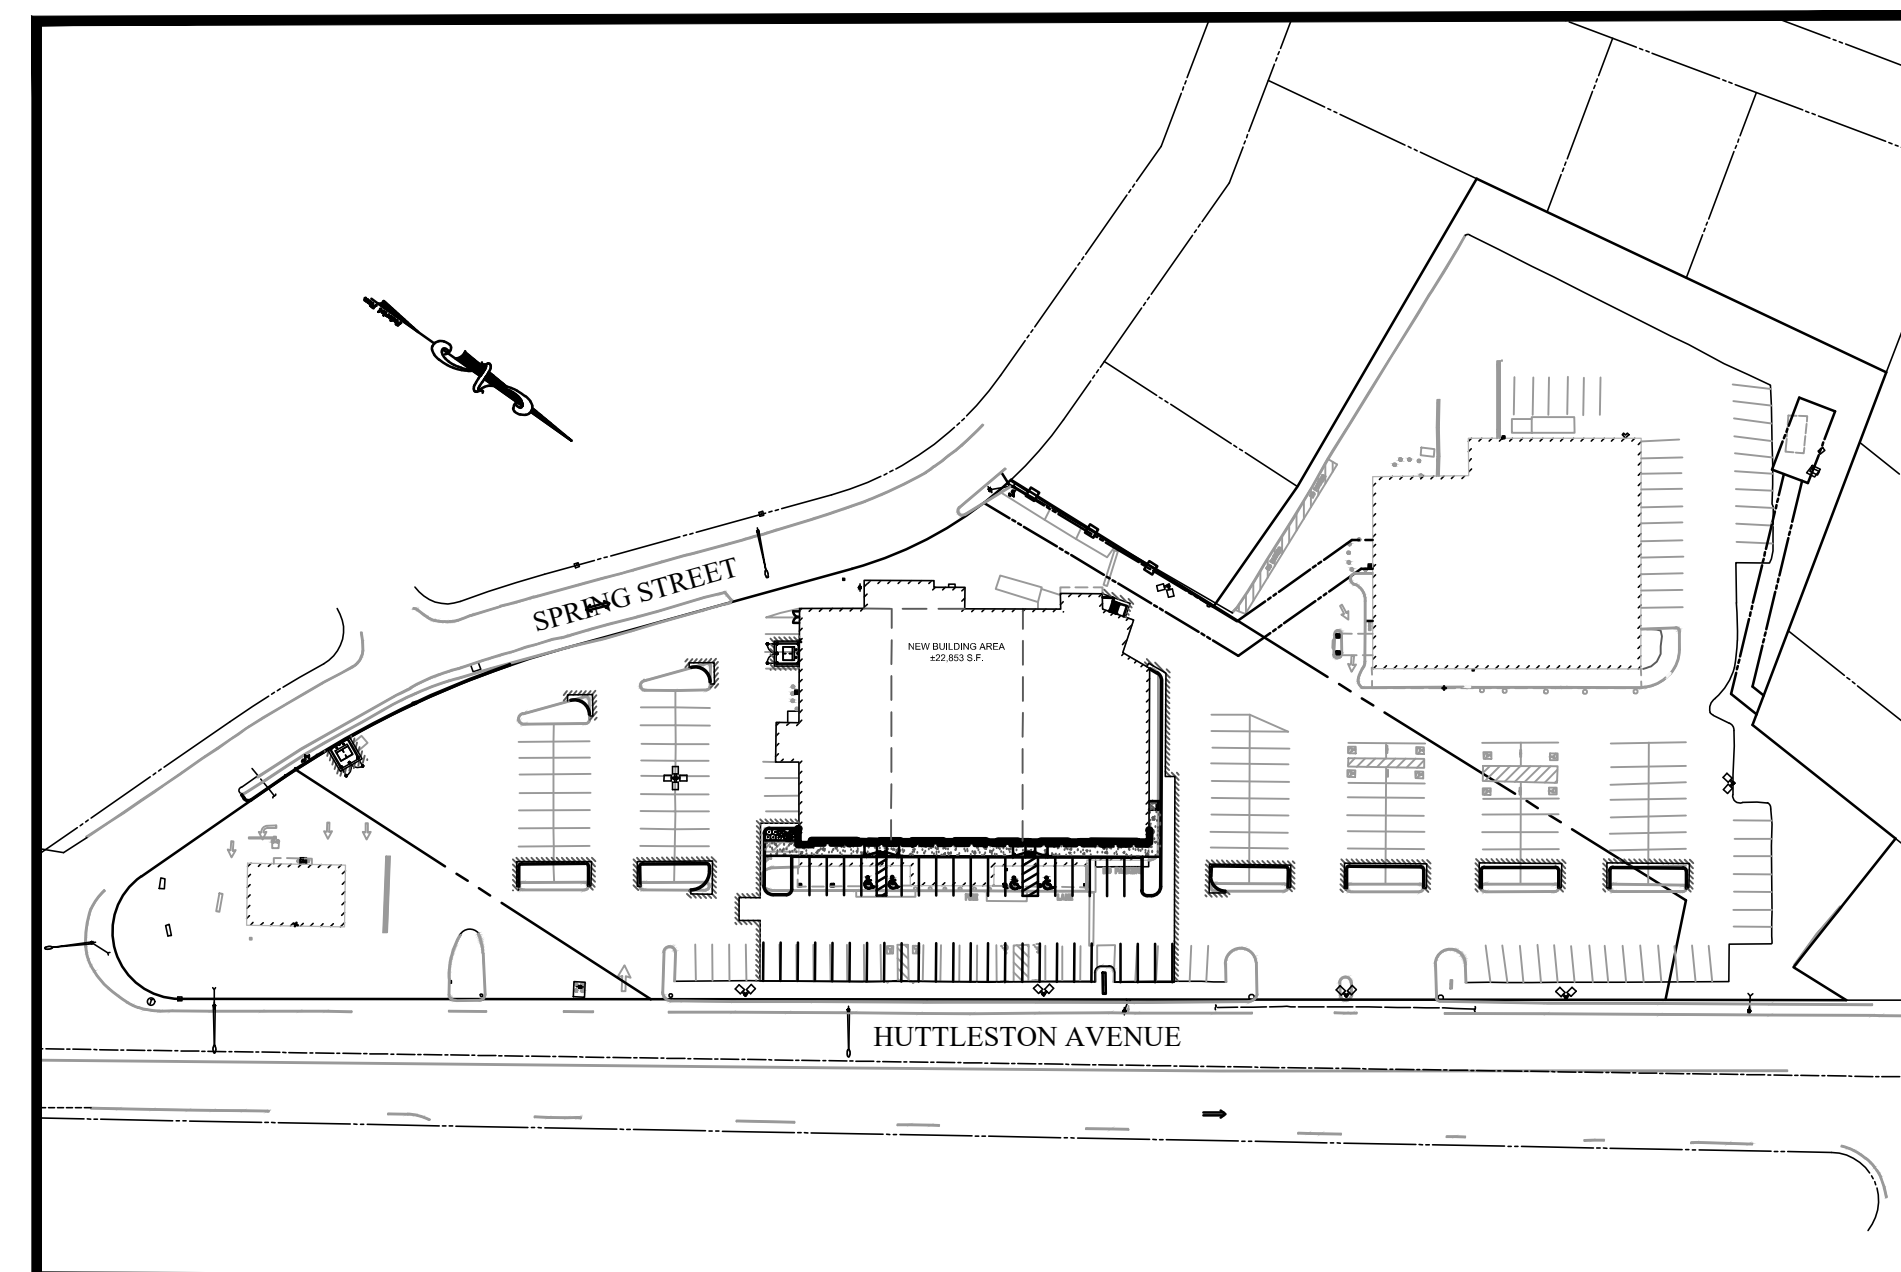 SPRING STREET
NEW BUILDING AREA
±22,853 S.F.
HUTTLESTON AVENUE